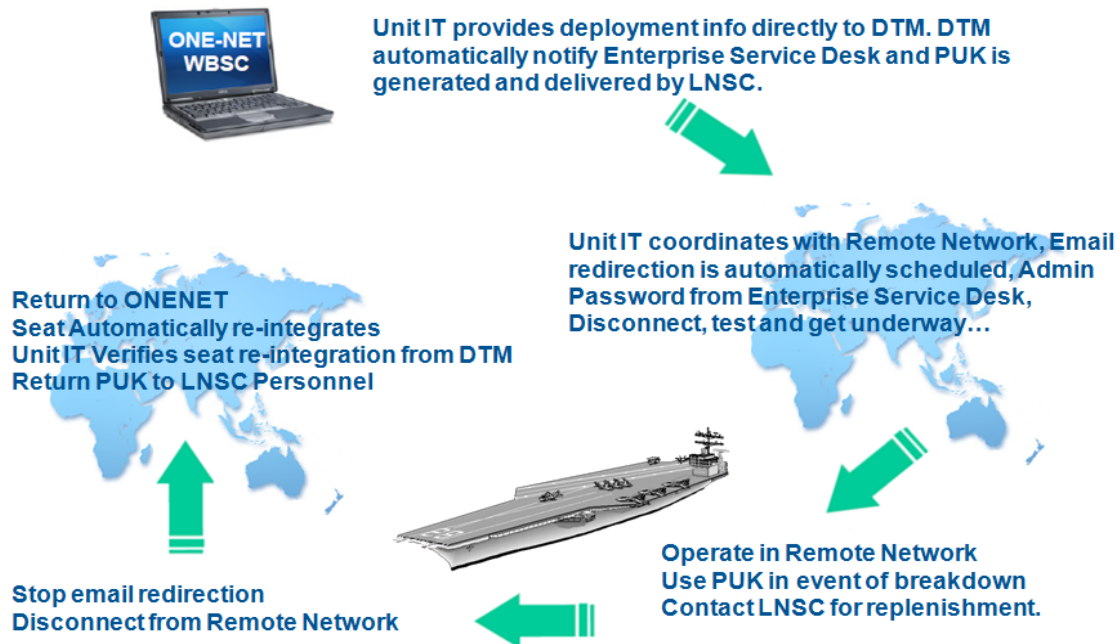 ONE-NET
WBSC
Unit IT provides deployment info directly to DTM. DTM
automatically notify Enterprise Service Desk and PUK is
generated and delivered by LNSC.
Unit IT coordinates with Remote Network, Email
redirection is automatically scheduled, Admin
Password from Enterprise Service Desk,
Disconnect, test and get underway…
Operate in Remote Network
Use PUK in event of breakdown
Contact LNSC for replenishment.
Stop email redirection
Disconnect from Remote Network
Return to ONENET
Seat Automatically re-integrates
Unit IT Verifies seat re-integration from DTM
Return PUK to LNSC Personnel